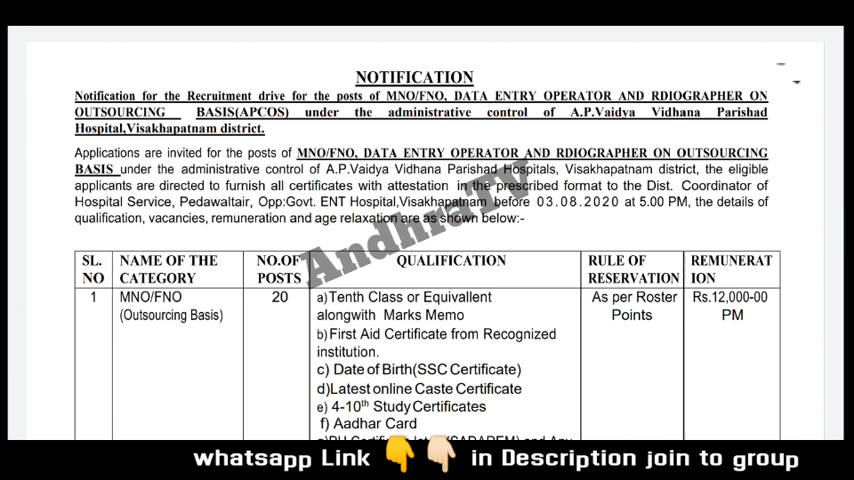 NOTIFICATION
Notification for the Recruitment drive for the posts of MNO/FNO, DATA ENTRY OPERATOR AND RDIOGRAPHER ON
OUTSOURCING BASIS(APCOS) under the administrative control of A.P.Vaidya Vidhana Parishad
Hospital,Visakhapatnam district.
Applications are invited for the posts of MNO/FNO, DATA ENTRY OPERATOR AND RDIOGRAPHER ON OUTSOURCING
BASIS under the administrative control of A.P.Vaidya Vidhana Parishad Hospitals, Visakhapatnam district, the eligible
applicants are directed to furnish all certificates with attestation in the prescribed format to the Dist. Coordinator of
Hospital Service, Pedawaltair, Opp:Govt. ENT Hospital,Visakhapatnam before 03.08.2020 at 5.00 PM, the details of
qualification, vacancies, remuneration and age relaxation are as shown below:-
AndhraTv
SL. NO
NAME OF THE CATEGORY
NO.OF POSTS
QUALIFICATION
RULE OF RESERVATION
REMUNERAT ION
1
MNO/FNO
(Outsourcing Basis)
20
a)Tenth Class or Equivallent
alongwith Marks Memo
b)First Aid Certificate from Recognized
institution.
c) Date of Birth(SSC Certificate)
d)Latest online Caste Certificate
e) 4-10th Study Certificates
f) Aadhar Card
As per Roster
Points
Rs.12,000-00
PM
whatsapp Link 👇👇🏻 in Description join to group